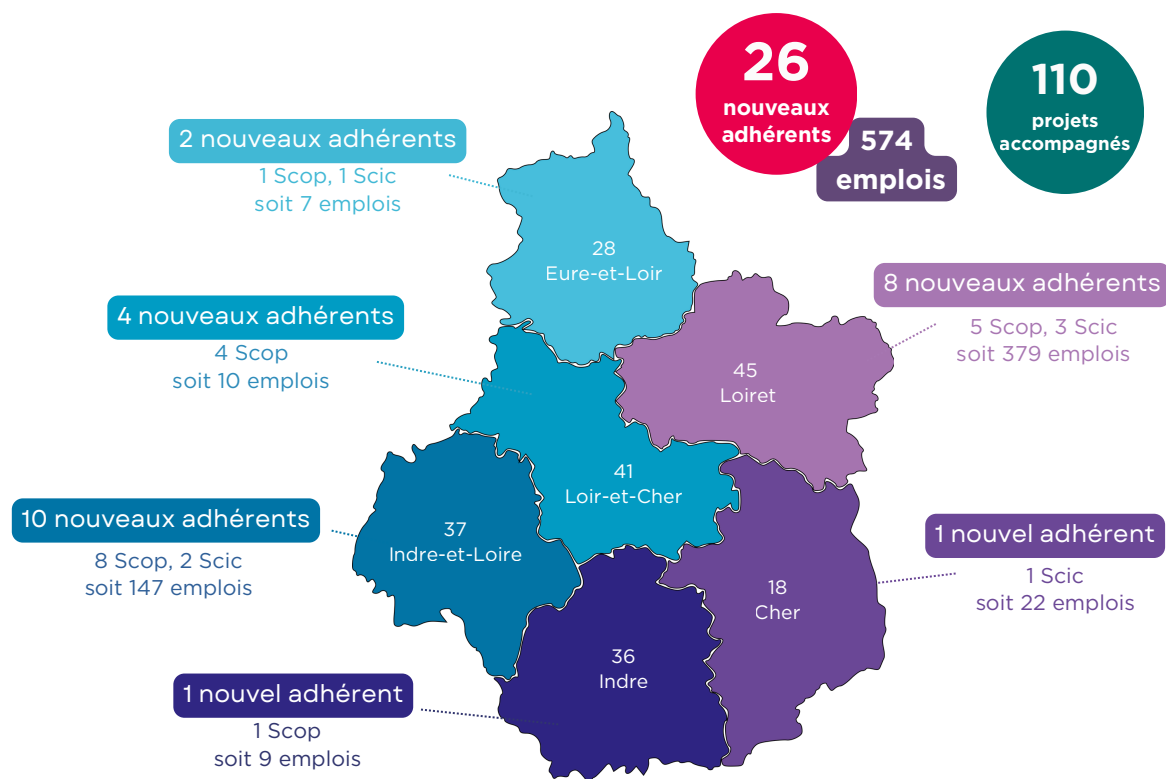 26
nouveaux
adhérents
574
emplois
110
projets
accompagnés
2 nouveaux adhérents
1 Scop, 1 Scic
soit 7 emplois
28
Eure-et-Loir
8 nouveaux adhérents
5 Scop, 3 Scic
soit 379 emplois
4 nouveaux adhérents
4 Scop
soit 10 emplois
45
Loiret
41
Loir-et-Cher
10 nouveaux adhérents
8 Scop, 2 Scic
soit 147 emplois
37
Indre-et-Loire
1 nouvel adhérent
1 Scic
soit 22 emplois
18
Cher
36
Indre
1 nouvel adhérent
1 Scop
soit 9 emplois